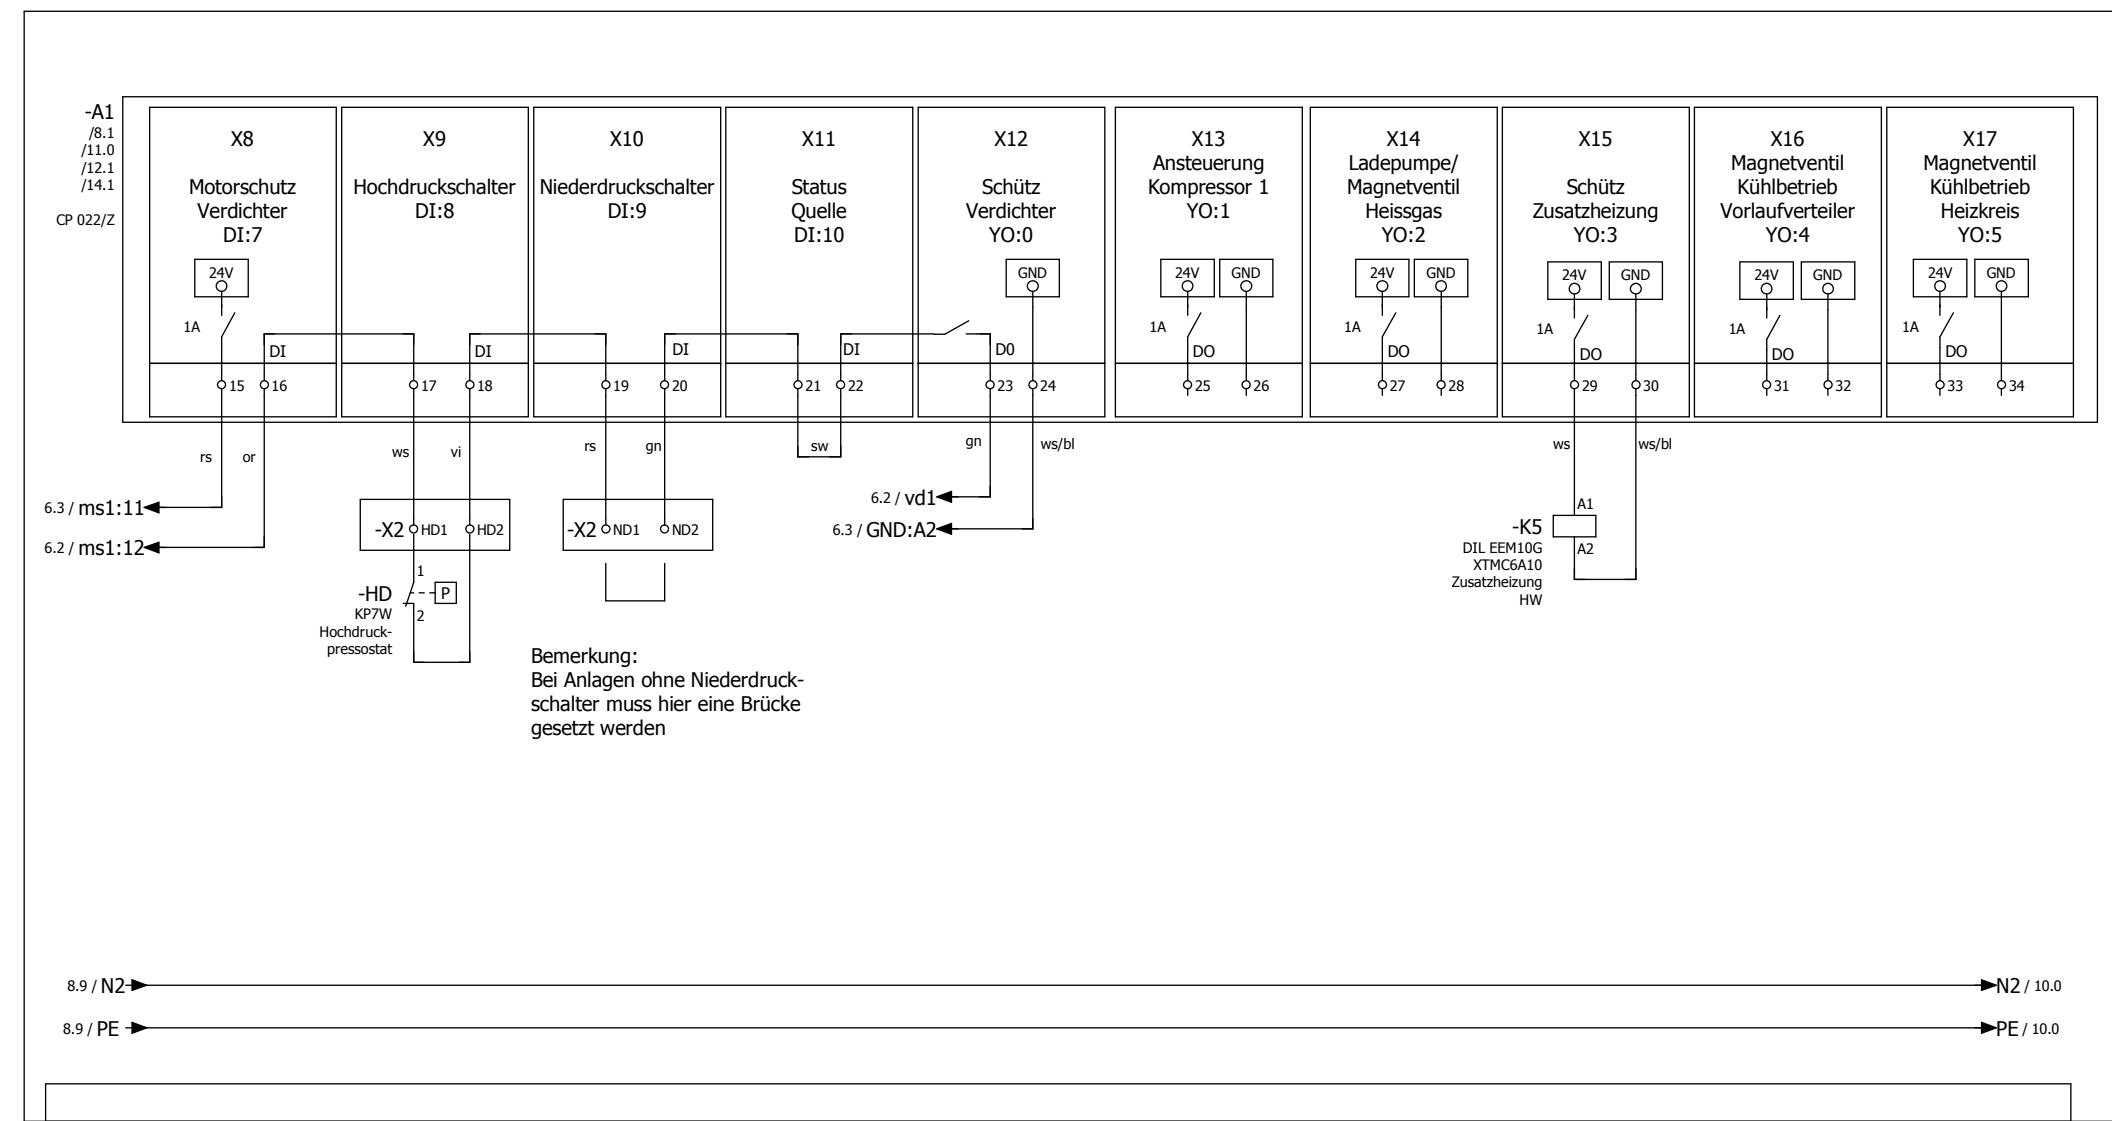 -A1
/8.1
/11.0
/12.1
/14.1
CP 022/Z
X8
Motorschutz
Verdichter
DI:7
24V
1A
DI
15
16
X9
Hochdruckschalter
DI:8
DI
17
18
X10
Niederdruckschalter
DI:9
DI
19
20
X11
Status
Quelle
DI:10
DI
21
22
X12
Schütz
Verdichter
YO:0
GND
D0
23
24
X13
Ansteuerung
Kompressor 1
YO:1
24V
GND
1A
DO
25
26
X14
Ladepumpe/
Magnetventil
Heissgas
YO:2
24V
GND
1A
DO
27
28
X15
Schütz
Zusatzheizung
YO:3
24V
GND
1A
DO
29
30
X16
Magnetventil
Kühlbetrieb
Vorlaufverteiler
YO:4
24V
GND
1A
DO
31
32
X17
Magnetventil
Kühlbetrieb
Heizkreis
YO:5
24V
GND
1A
DO
33
34
rs
or
6.3 / ms1:11
6.2 / ms1:12
ws
vi
-X2
HD1
HD2
1
-HD
P
KP7W
2
Hochdruck-
pressostat
rs
gn
-X2
ND1
ND2
Bemerkung:
Bei Anlagen ohne Niederdruck-
schalter muss hier eine Brücke
gesetzt werden
sw
gn
ws/bl
6.2 / vd1
6.3 / GND:A2
ws
ws/bl
A1
-K5
A2
DIL EEM10G
XTMC6A10
Zusatzheizung
HW
8.9 / N2
N2 / 10.0
8.9 / PE
PE / 10.0